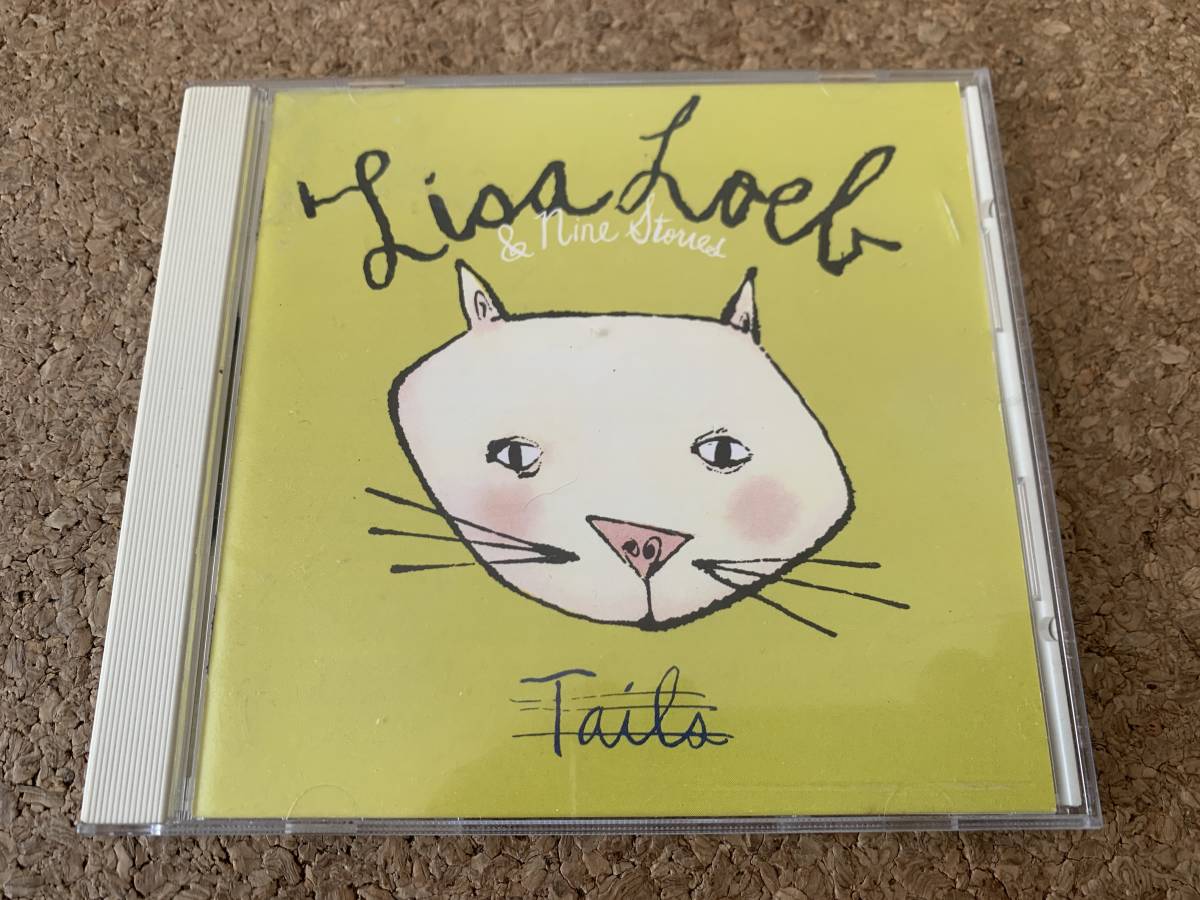 Lisa Loeb
& Nine Stories
Tails